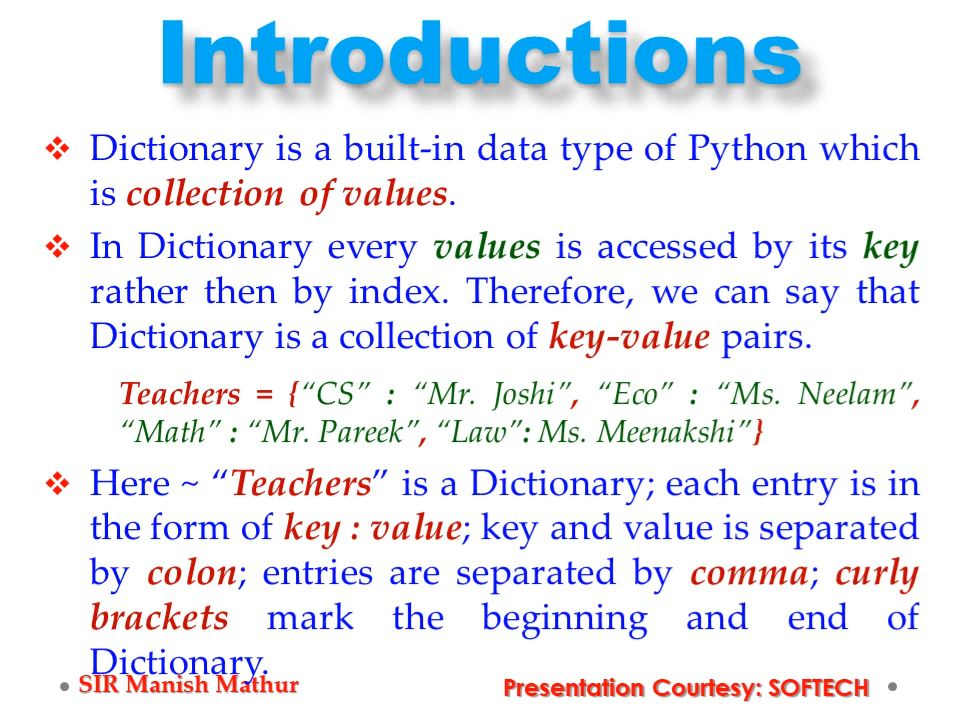 Introductions
❖ Dictionary is a built-in data type of Python which
is collection of values.
❖ In Dictionary every values is accessed by its key
rather then by index. Therefore, we can say that
Dictionary is a collection of key-value pairs.
Teachers = {“CS” : “Mr. Joshi”, “Eco” : “Ms. Neelam”,
“Math” : “Mr. Pareek”, “Law”: Ms. Meenakshi”}
❖ Here ~ “Teachers” is a Dictionary; each entry is in
the form of key : value; key and value is separated
by colon; entries are separated by comma; curly
brackets mark the beginning and end of
Dictionary.
SIR Manish Mathur
Presentation Courtesy: SOFTECH